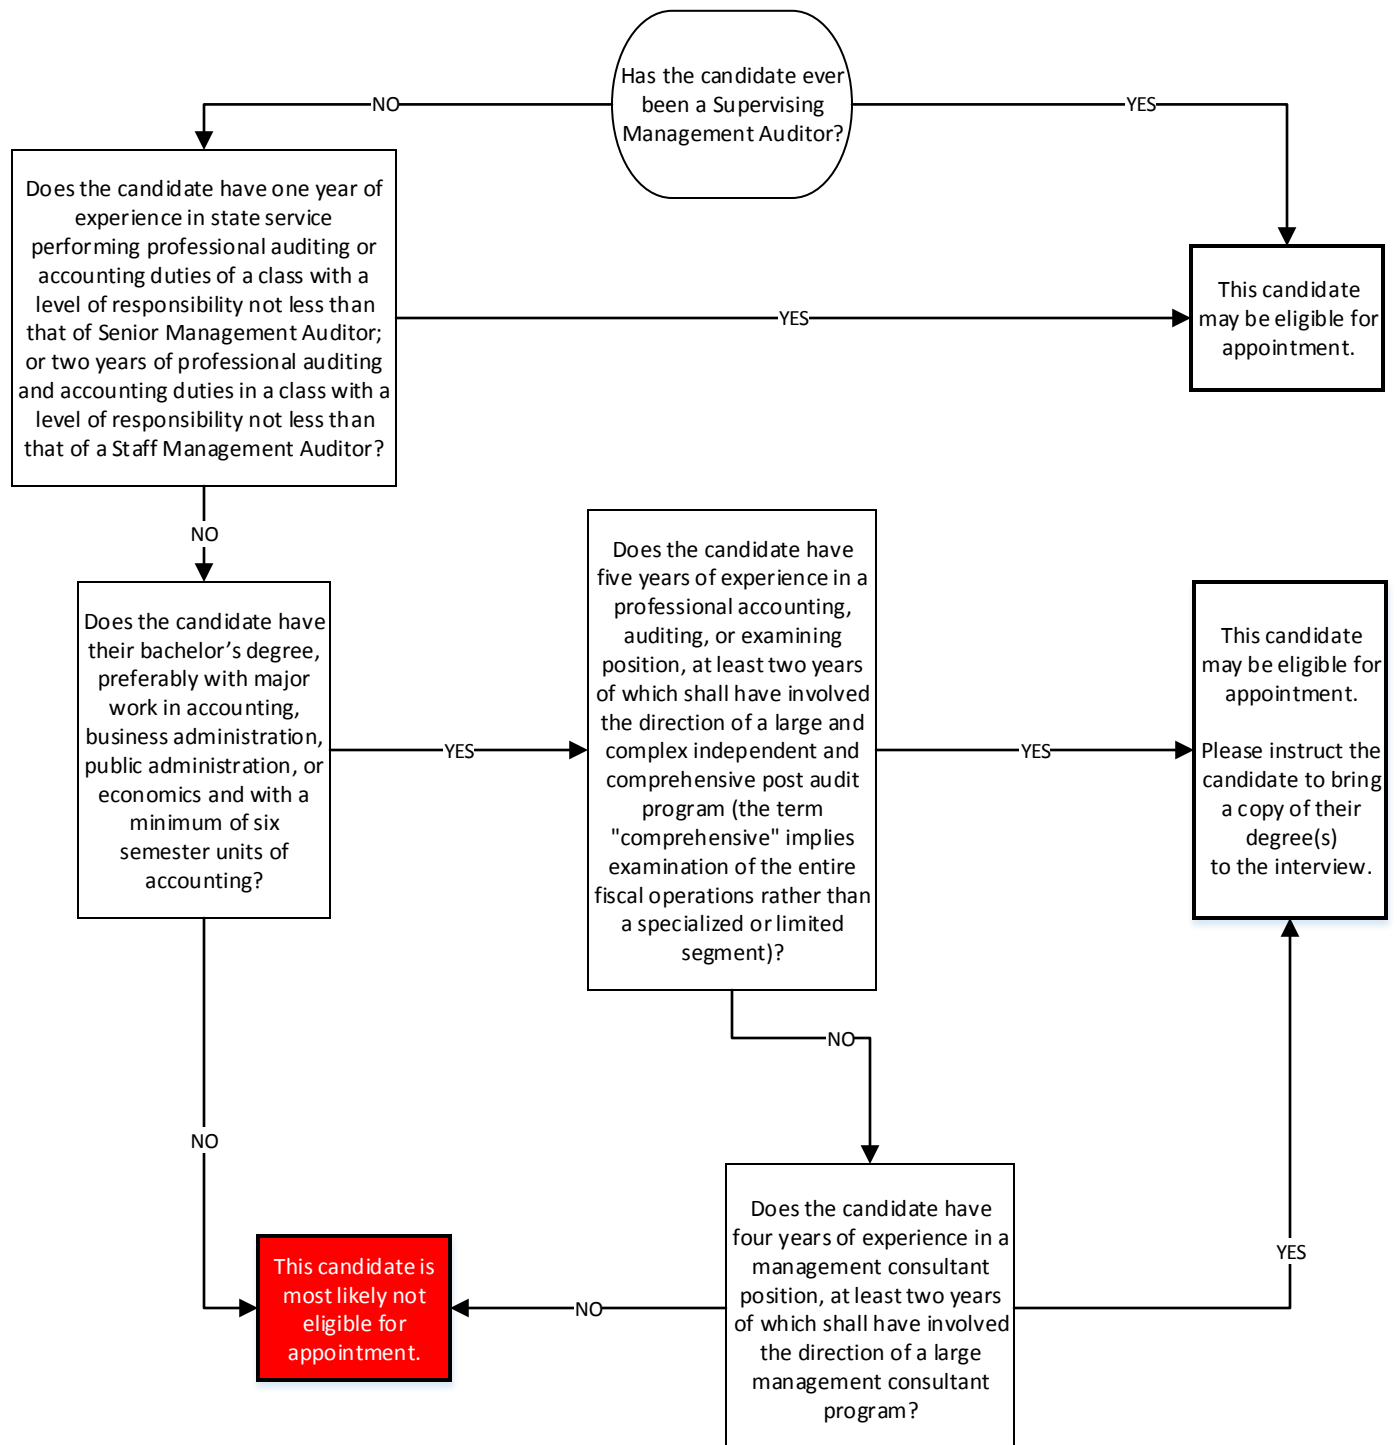 Has the candidate ever
been a Supervising
Management Auditor?
NO
YES
Does the candidate have one year of
experience in state service
performing professional auditing or
accounting duties of a class with a
level of responsibility not less than
that of Senior Management Auditor;
or two years of professional auditing
and accounting duties in a class with a
level of responsibility not less than
that of a Staff Management Auditor?
YES
This candidate
may be eligible for
appointment.
NO
Does the candidate have
their bachelor’s degree,
preferably with major
work in accounting,
business administration,
public administration, or
economics and with a
minimum of six
semester units of
accounting?
YES
Does the candidate have
five years of experience in a
professional accounting,
auditing, or examining
position, at least two years
of which shall have involved
the direction of a large and
complex independent and
comprehensive post audit
program (the term
"comprehensive" implies
examination of the entire
fiscal operations rather than
a specialized or limited
segment)?
YES
This candidate
may be eligible for
appointment.
Please instruct the
candidate to bring
a copy of their
degree(s)
to the interview.
NO
NO
Does the candidate have
four years of experience in a
management consultant
position, at least two years
of which shall have involved
the direction of a large
management consultant
program?
YES
NO
This candidate is
most likely not
eligible for
appointment.